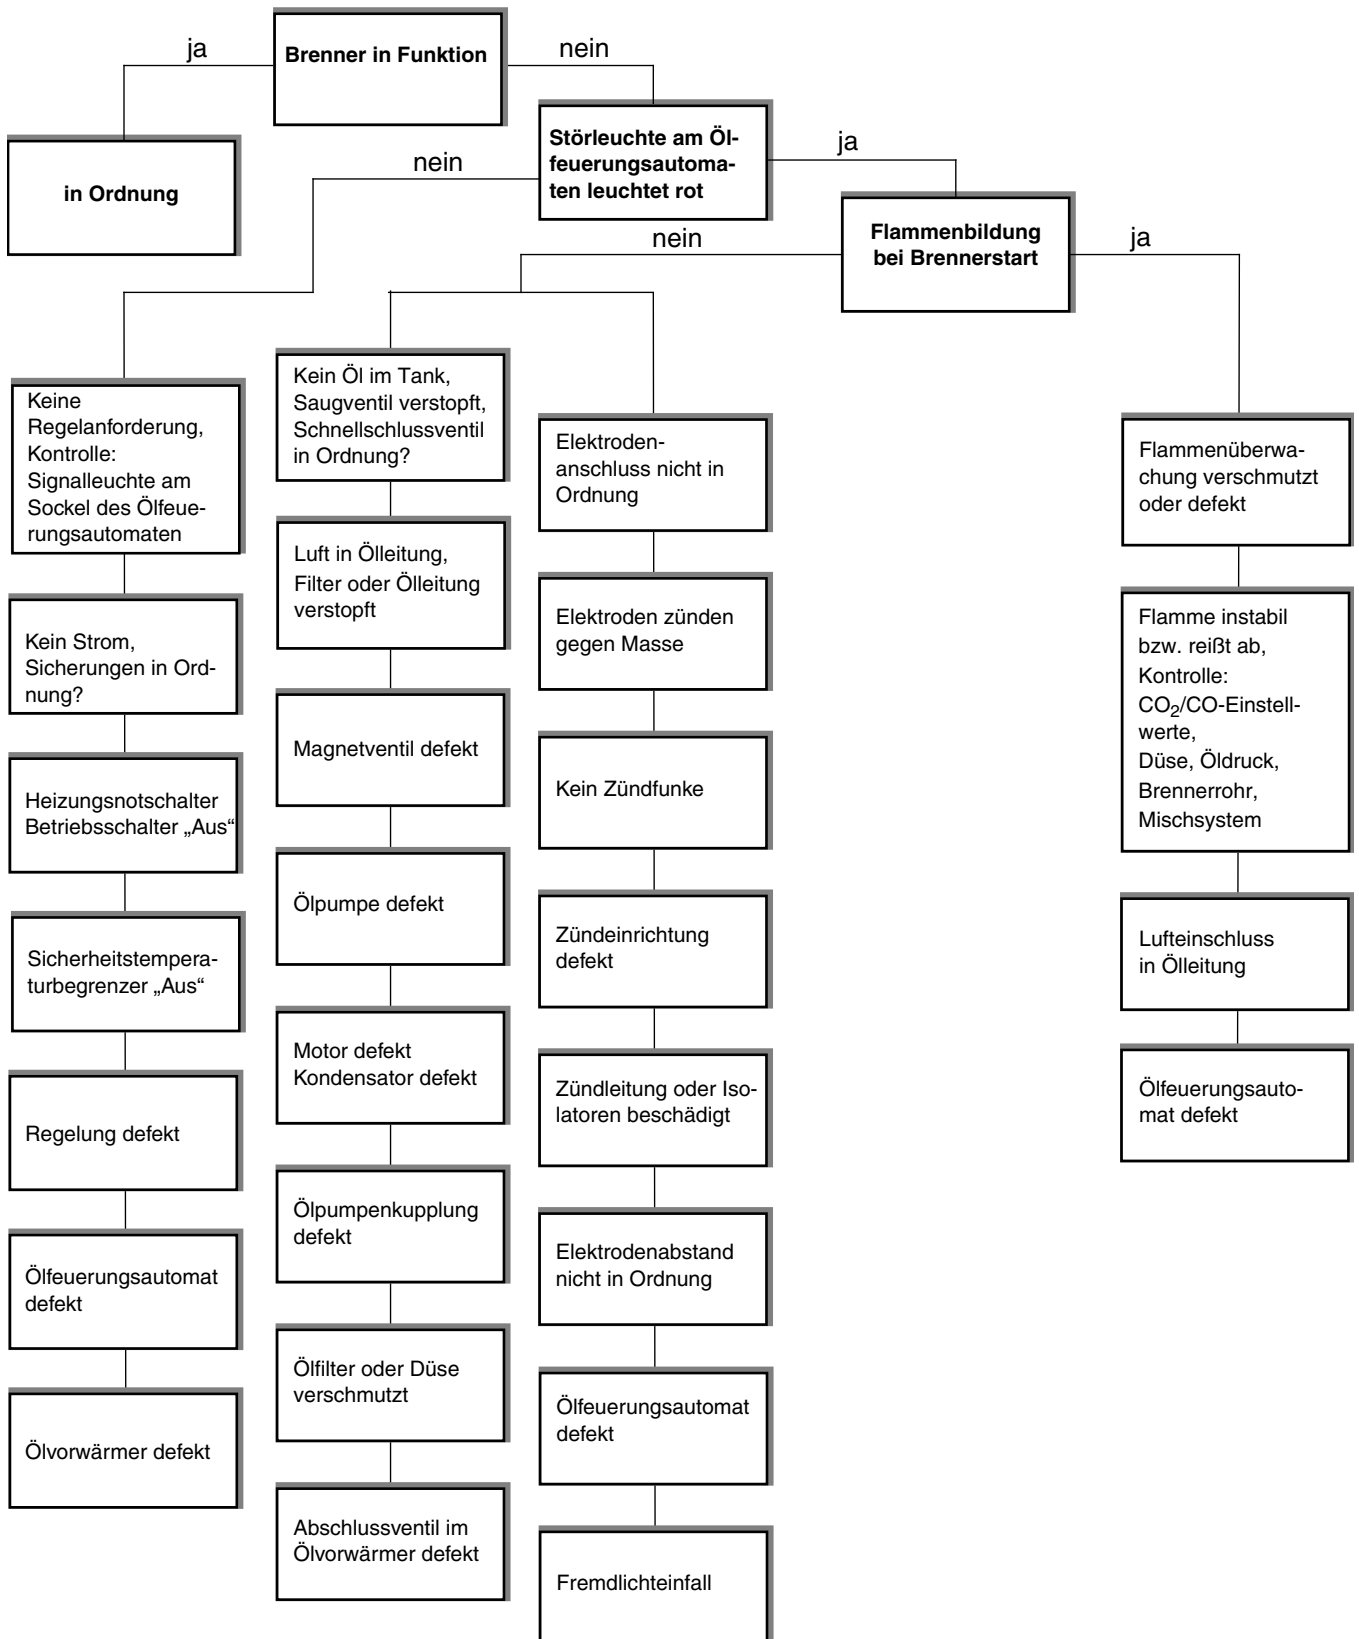 ja
Brenner in Funktion
nein
in Ordnung
Störleuchte am Öl-
feuerungsautoma-
ten leuchtet rot
nein
ja
Flammenbildung
bei Brennerstart
nein
ja
Keine
Regelanforderung,
Kontrolle:
Signalleuchte am
Sockel des Ölfeue-
rungsautomaten
Kein Strom,
Sicherungen in Ord-
nung?
Heizungsnotschalter
Betriebsschalter „Aus“
Sicherheitstempera-
turbegrenzer „Aus“
Regelung defekt
Ölfeuerungsautomat
defekt
Ölvorwärmer defekt
Kein Öl im Tank,
Saugventil verstopft,
Schnellschlussventil
in Ordnung?
Luft in Ölleitung,
Filter oder Ölleitung
verstopft
Magnetventil defekt
Ölpumpe defekt
Motor defekt
Kondensator defekt
Ölpumpenkupplung
defekt
Ölfilter oder Düse
verschmutzt
Abschlussventil im
Ölvorwärmer defekt
Elektroden-
anschluss nicht in
Ordnung
Elektroden zünden
gegen Masse
Kein Zündfunke
Zündeinrichtung
defekt
Zündleitung oder Iso-
latoren beschädigt
Elektrodenabstand
nicht in Ordnung
Ölfeuerungsautomat
defekt
Fremdlichteinfall
Flammenüberwa-
chung verschmutzt
oder defekt
Flamme instabil
bzw. reißt ab,
Kontrolle:
CO2/CO-Einstell-
werte,
Düse, Öldruck,
Brennerrohr,
Mischsystem
Lufteinschluss
in Ölleitung
Ölfeuerungsauto-
mat defekt